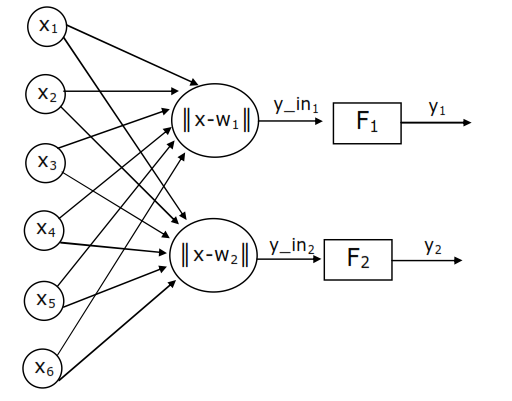 x₁
x₂
x₃
x₄
x₅
x₆
‖x-w₁‖
y_in₁
F₁
y₁
‖x-w₂‖
y_in₂
F₂
y₂